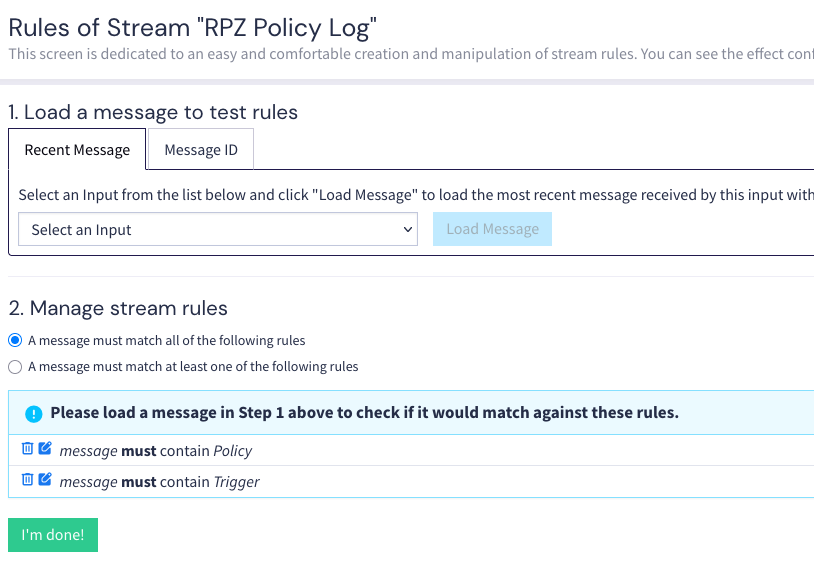 Rules of Stream "RPZ Policy Log"
This screen is dedicated to an easy and comfortable creation and manipulation of stream rules. You can see the effect
1. Load a message to test rules
Recent Message
Message ID
Select an Input from the list below and click "Load Message" to load the most recent message received by this input
Select an Input
Load Message
2. Manage stream rules
A message must match all of the following rules
A message must match at least one of the following rules
Please load a message in Step 1 above to check if it would match against these rules.
message must contain Policy
message must contain Trigger
I'm done!